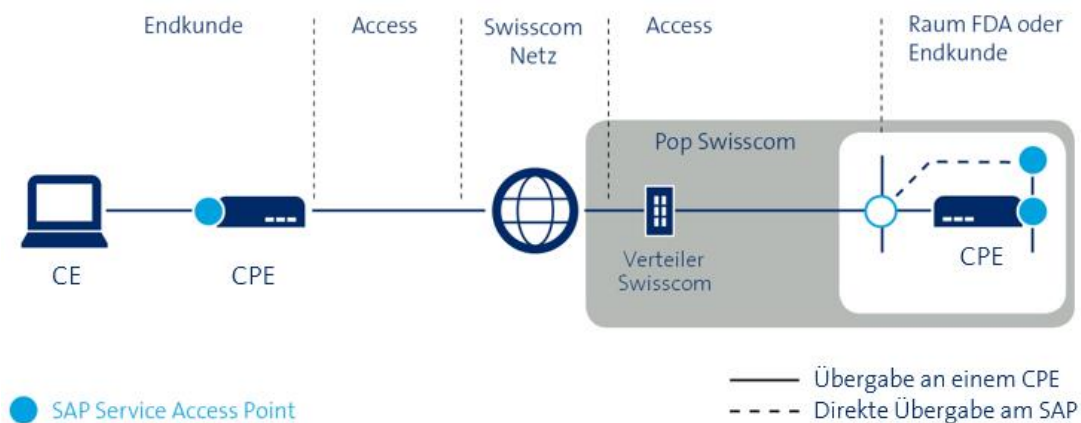 Endkunde
Access
Swisscom
Netz
Access
Raum FDA oder
Endkunde
Pop Swisscom
CE
CPE
Verteiler
Swisscom
CPE
SAP Service Access Point
Übergabe an einem CPE
Direkte Übergabe am SAP